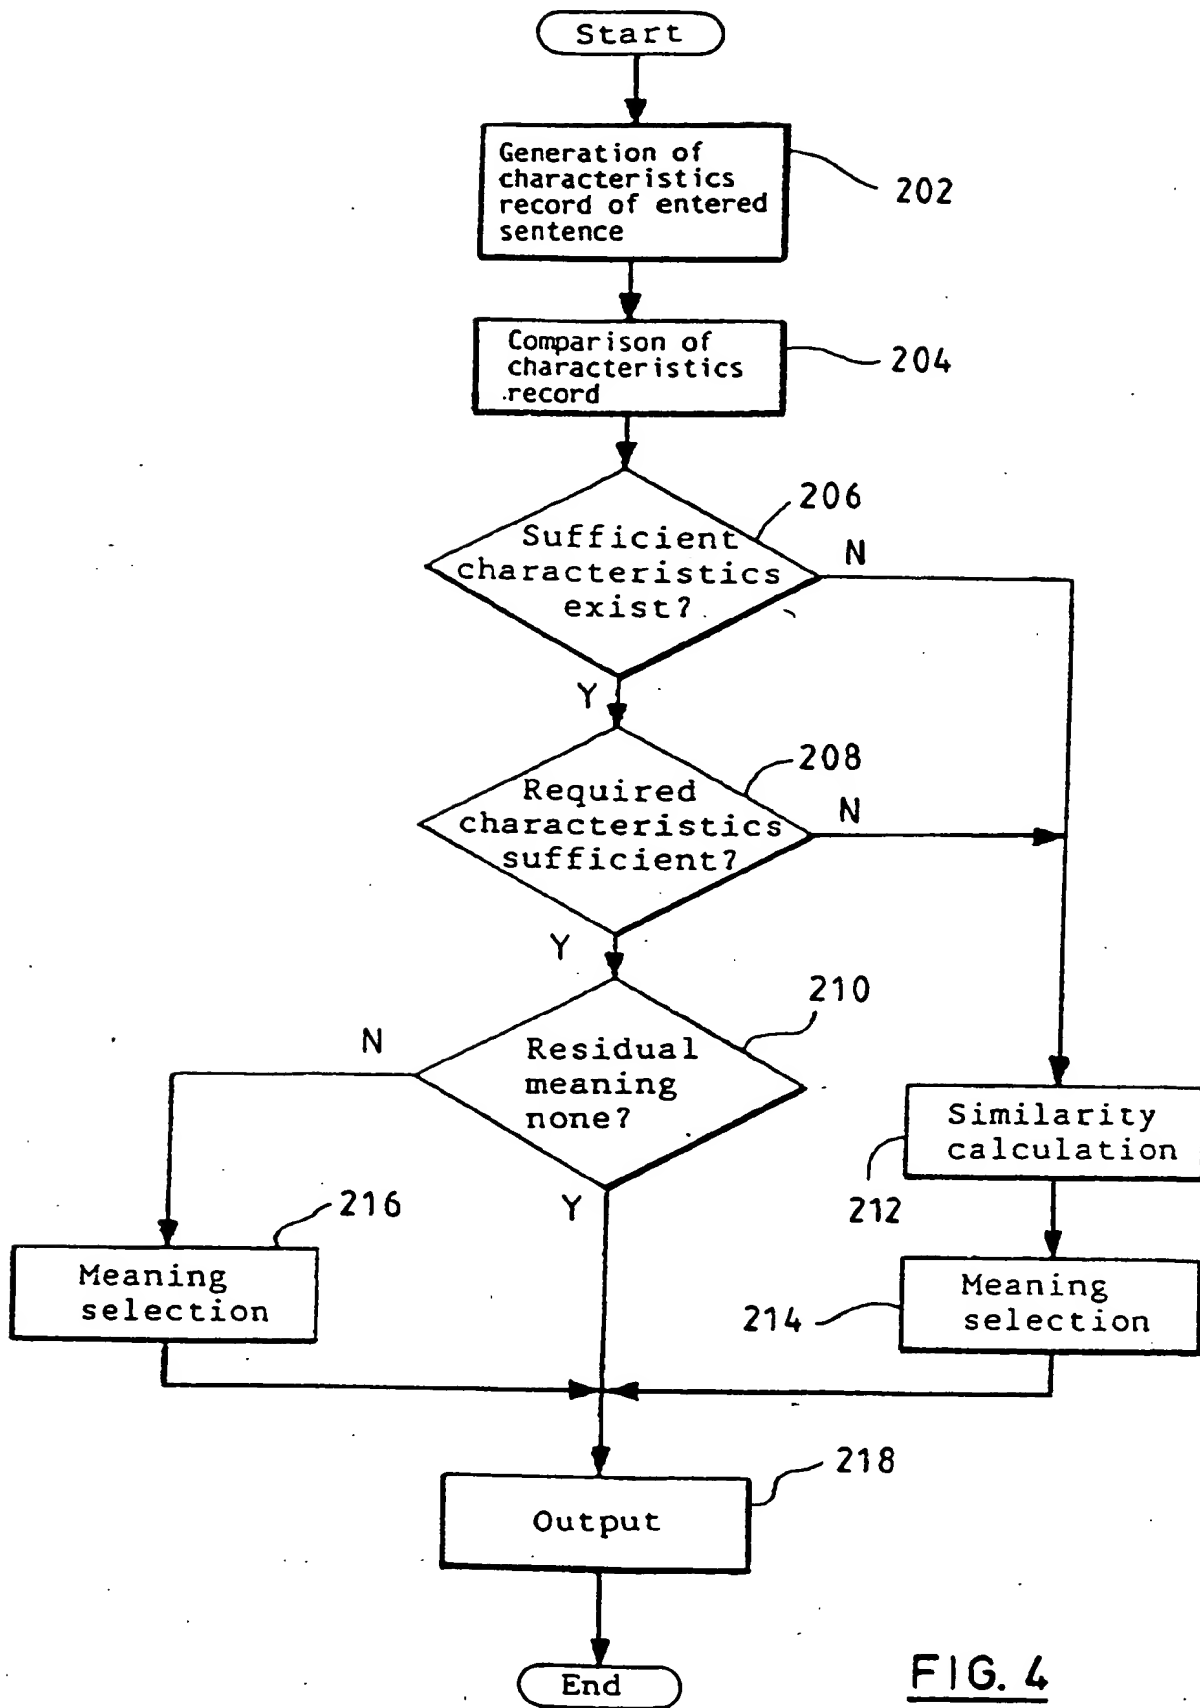 Start
Generation of
characteristics
record of entered
sentence
202
Comparison of
characteristics
record
204
206
Sufficient
characteristics
exist?
N
Y
208
Required
characteristics
sufficient?
N
Y
210
Residual
meaning
none?
N
Y
Similarity
calculation
212
216
Meaning
selection
Meaning
selection
214
218
Output
End
FIG. 4